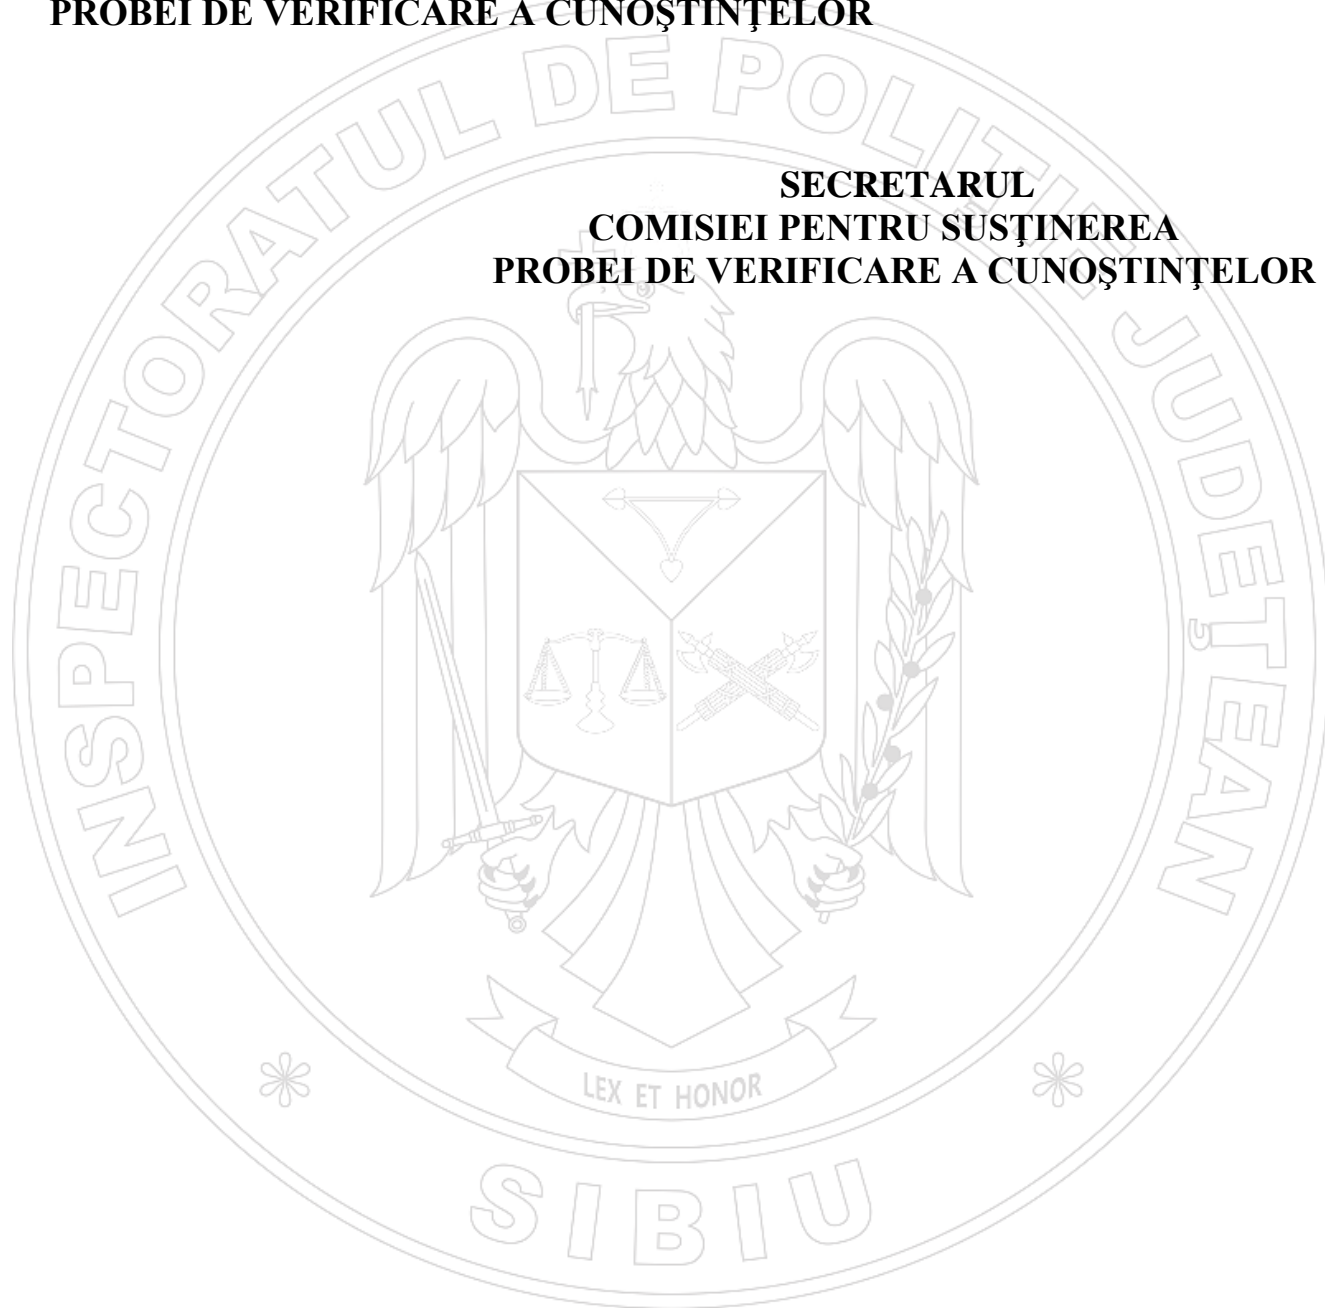 PROBEI DE VERIFICARE A CUNOŞTINŢELOR
SECRETARUL
COMISIEI PENTRU SUSŢINEREA
PROBEI DE VERIFICARE A CUNOŞTINŢELOR
INSPECTORATUL DE POLIŢIE JUDEŢEAN
LEX ET HONOR
SIBIU